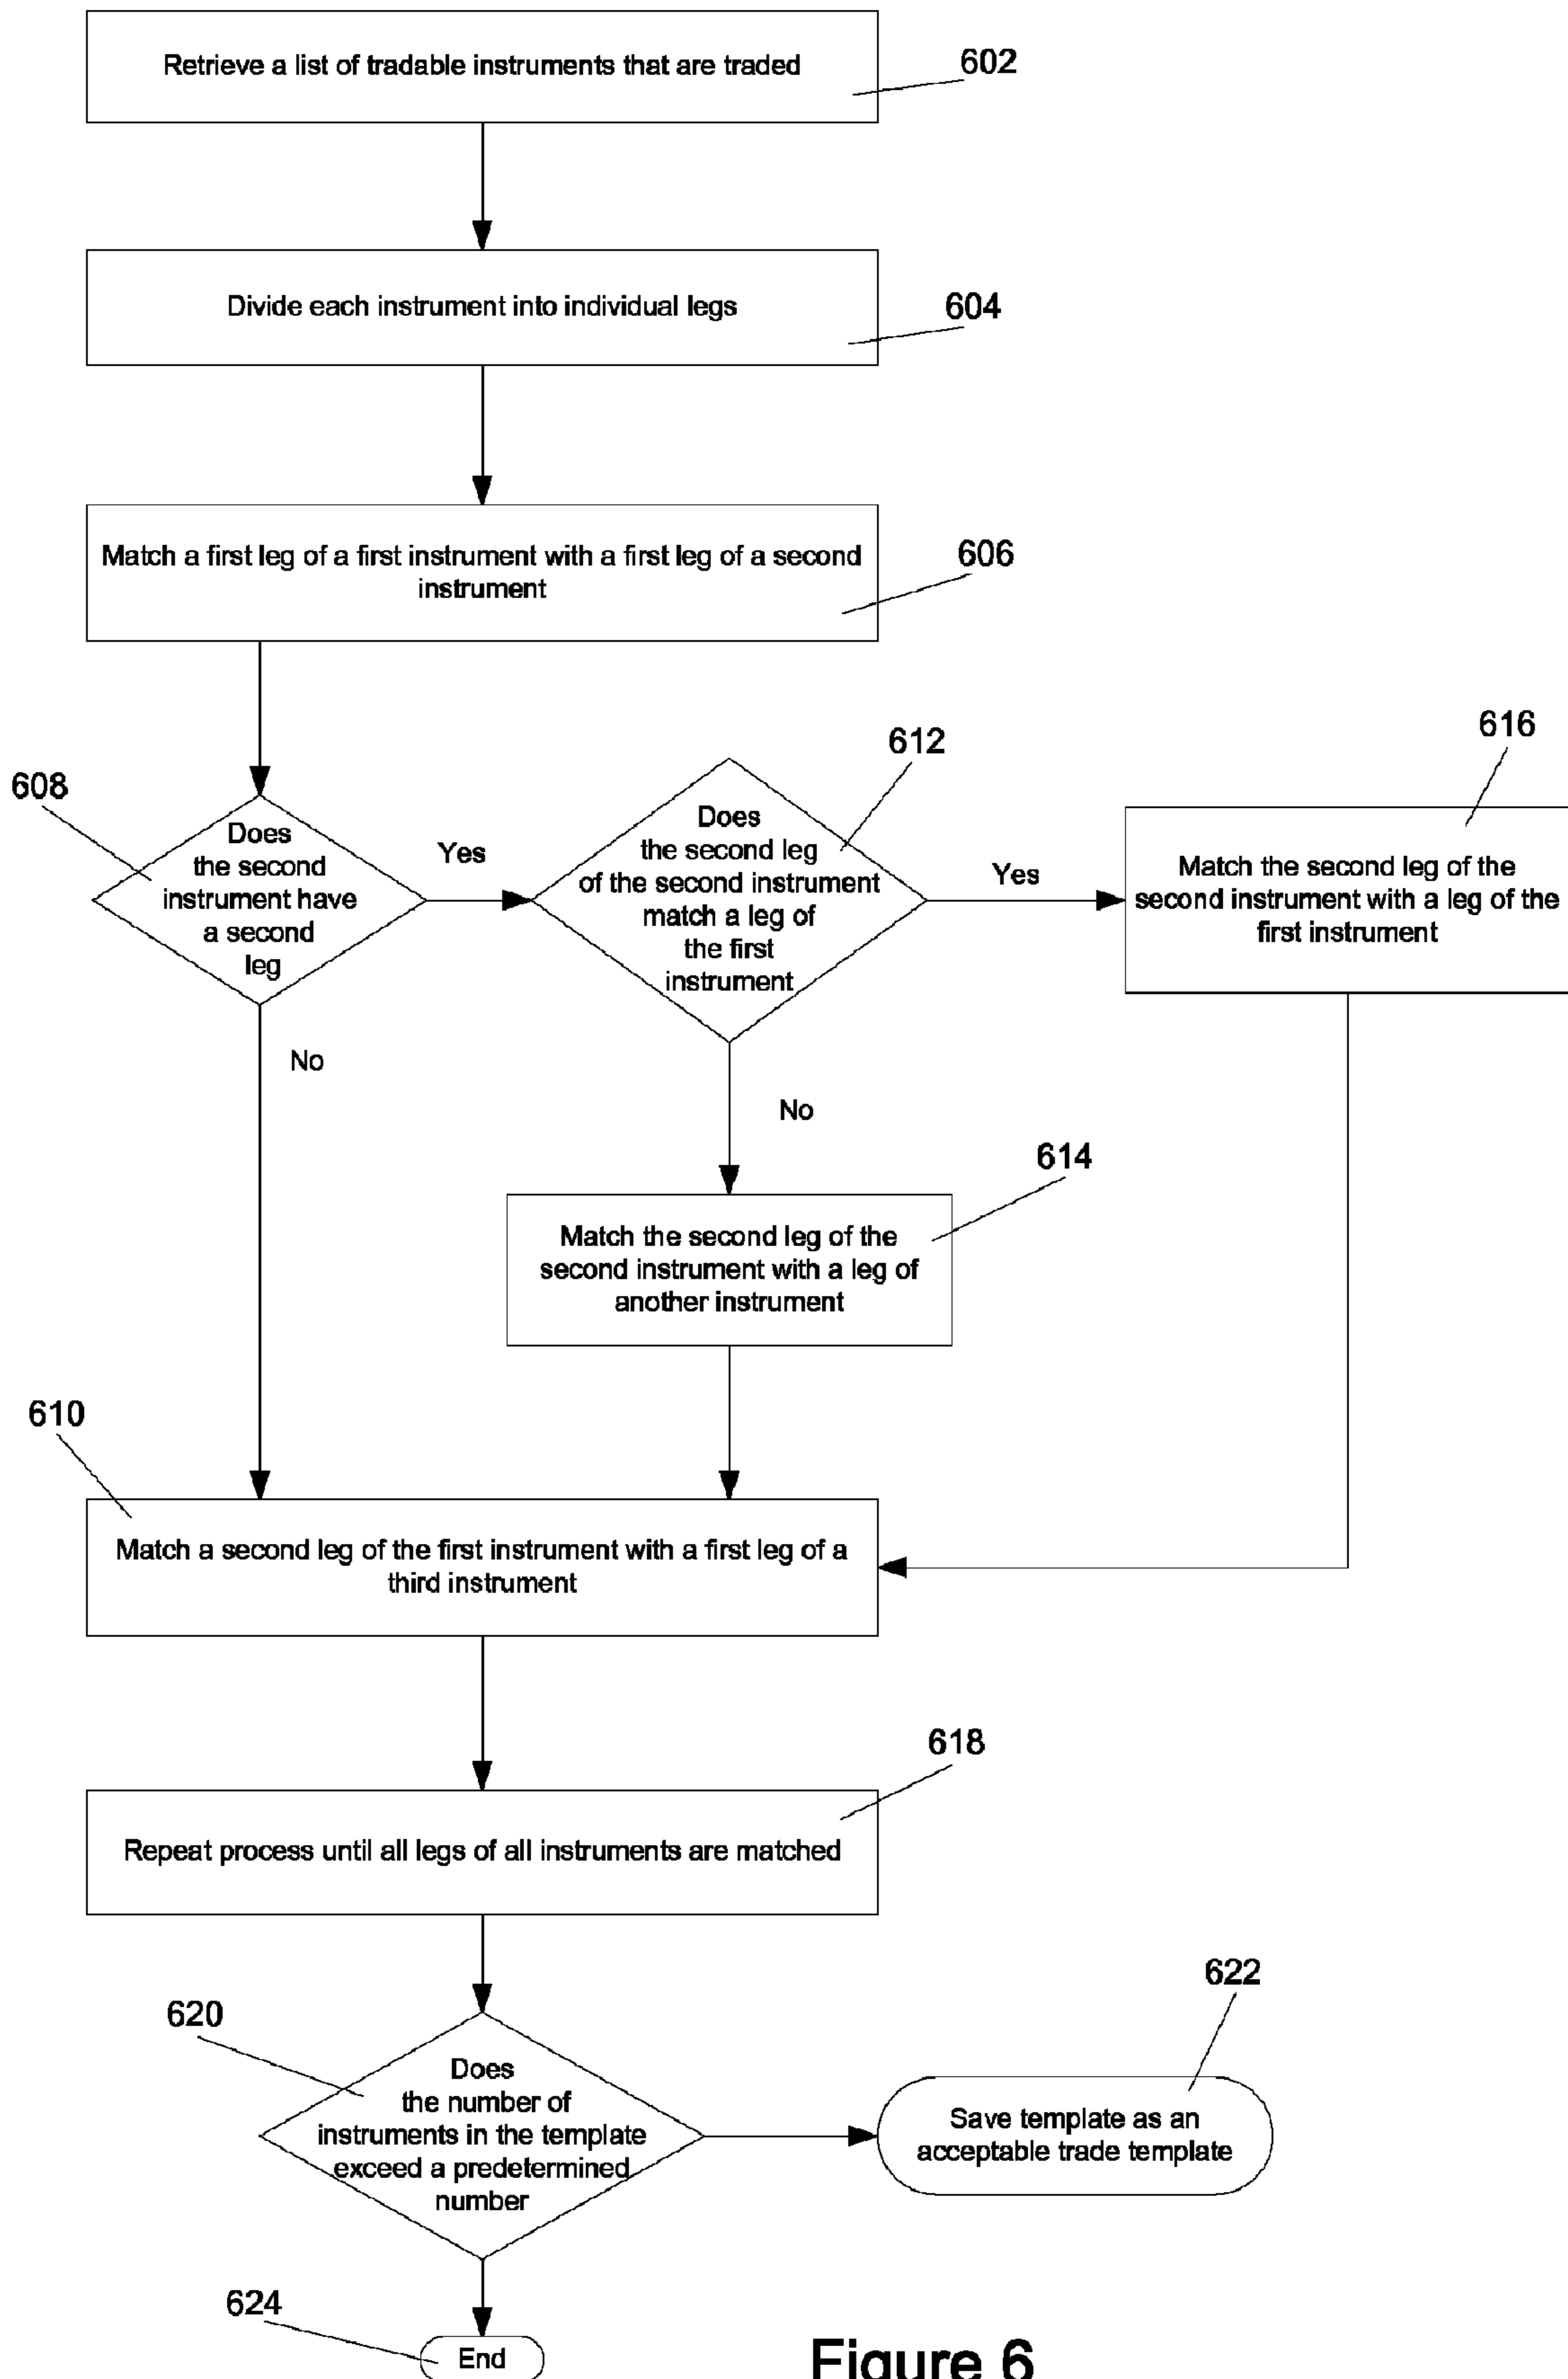 Retrieve a list of tradable instruments that are traded
602
Divide each instrument into individual legs
604
Match a first leg of a first instrument with a first leg of a second
instrument
606
608
Does
the second
instrument have
a second
leg
Yes
No
612
Does
the second leg
of the second instrument
match a leg of
the first
instrument
Yes
No
616
Match the second leg of the
second instrument with a leg of the
first instrument
614
Match the second leg of the
second instrument with a leg of
another instrument
610
Match a second leg of the first instrument with a first leg of a
third instrument
618
Repeat process until all legs of all instruments are matched
620
Does
the number of
instruments in the template
exceed a predetermined
number
622
Save template as an
acceptable trade template
624
End
Figure 6